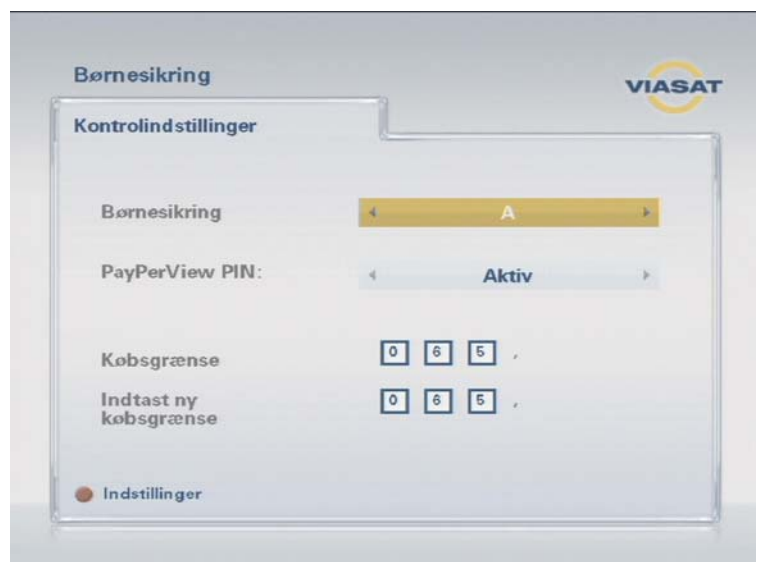 Børnesikring
VIASAT
Kontrolindstillinger
Børnesikring A
PayPerView PIN: Aktiv
Købsgrænse 0 6 5 ,
Indtast ny
købsgrænse 0 6 5 ,
Indstillinger